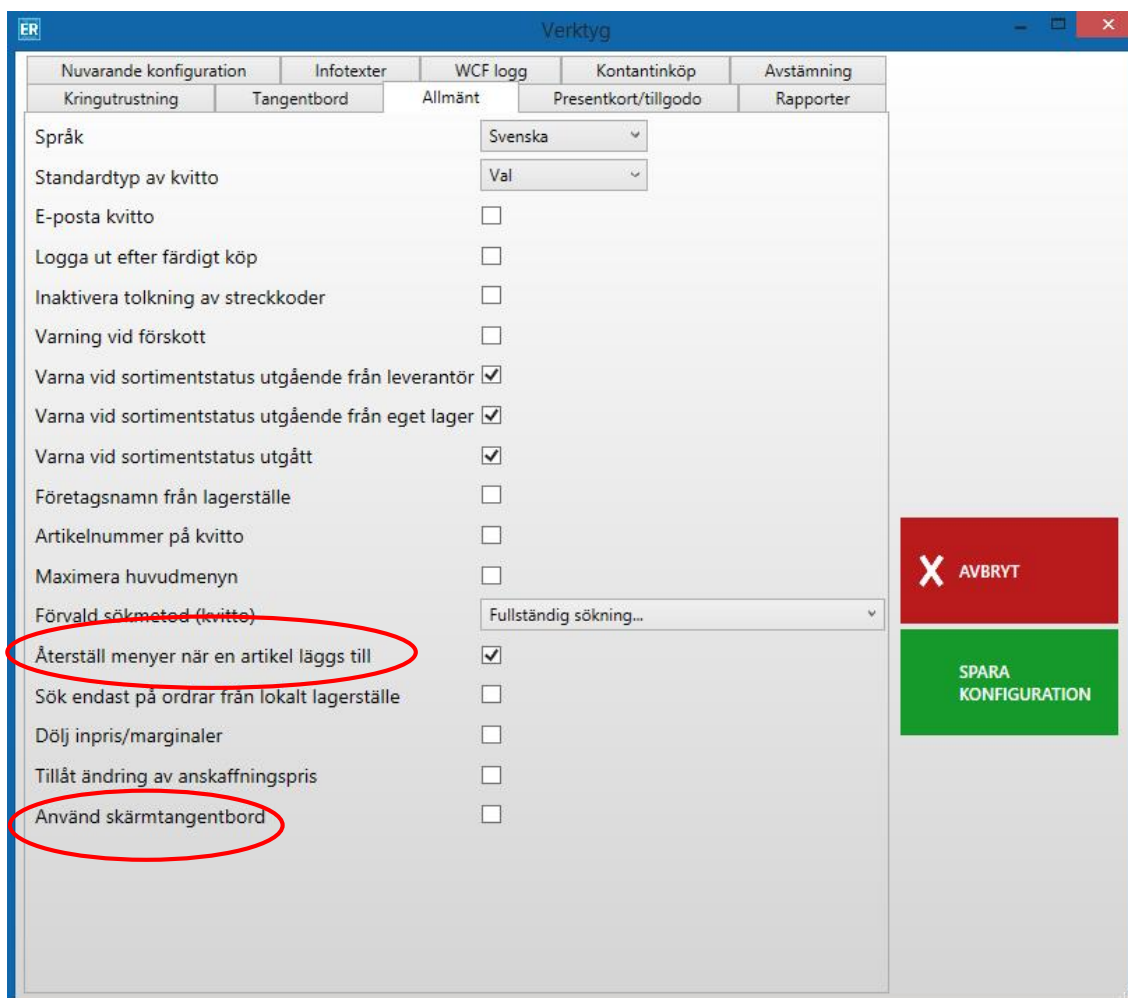 ER
Verktyg
Nuvarande konfiguration Infotexter WCF logg Kontantinköp Avstämning
Kringutrustning Tangentbord Allmänt Presentkort/tillgodo Rapporter
Språk Svenska
Standardtyp av kvitto Val
E-posta kvitto
Logga ut efter färdigt köp
Inaktivera tolkning av streckkoder
Varning vid förskott
Varna vid sortimentstatus utgående från leverantör
Varna vid sortimentstatus utgående från eget lager
Varna vid sortimentstatus utgått
Företagsnamn från lagerställe
Artikelnummer på kvitto
Maximera huvudmenyn
Förvald sökmetod (kvitto) Fullständig sökning...
Återställ menyer när en artikel läggs till
Sök endast på ordrar från lokalt lagerställe
Dölj inpris/marginaler
Tillåt ändring av anskaffningspris
Använd skärmtangentbord
X AVBRYT
SPARA
KONFIGURATION